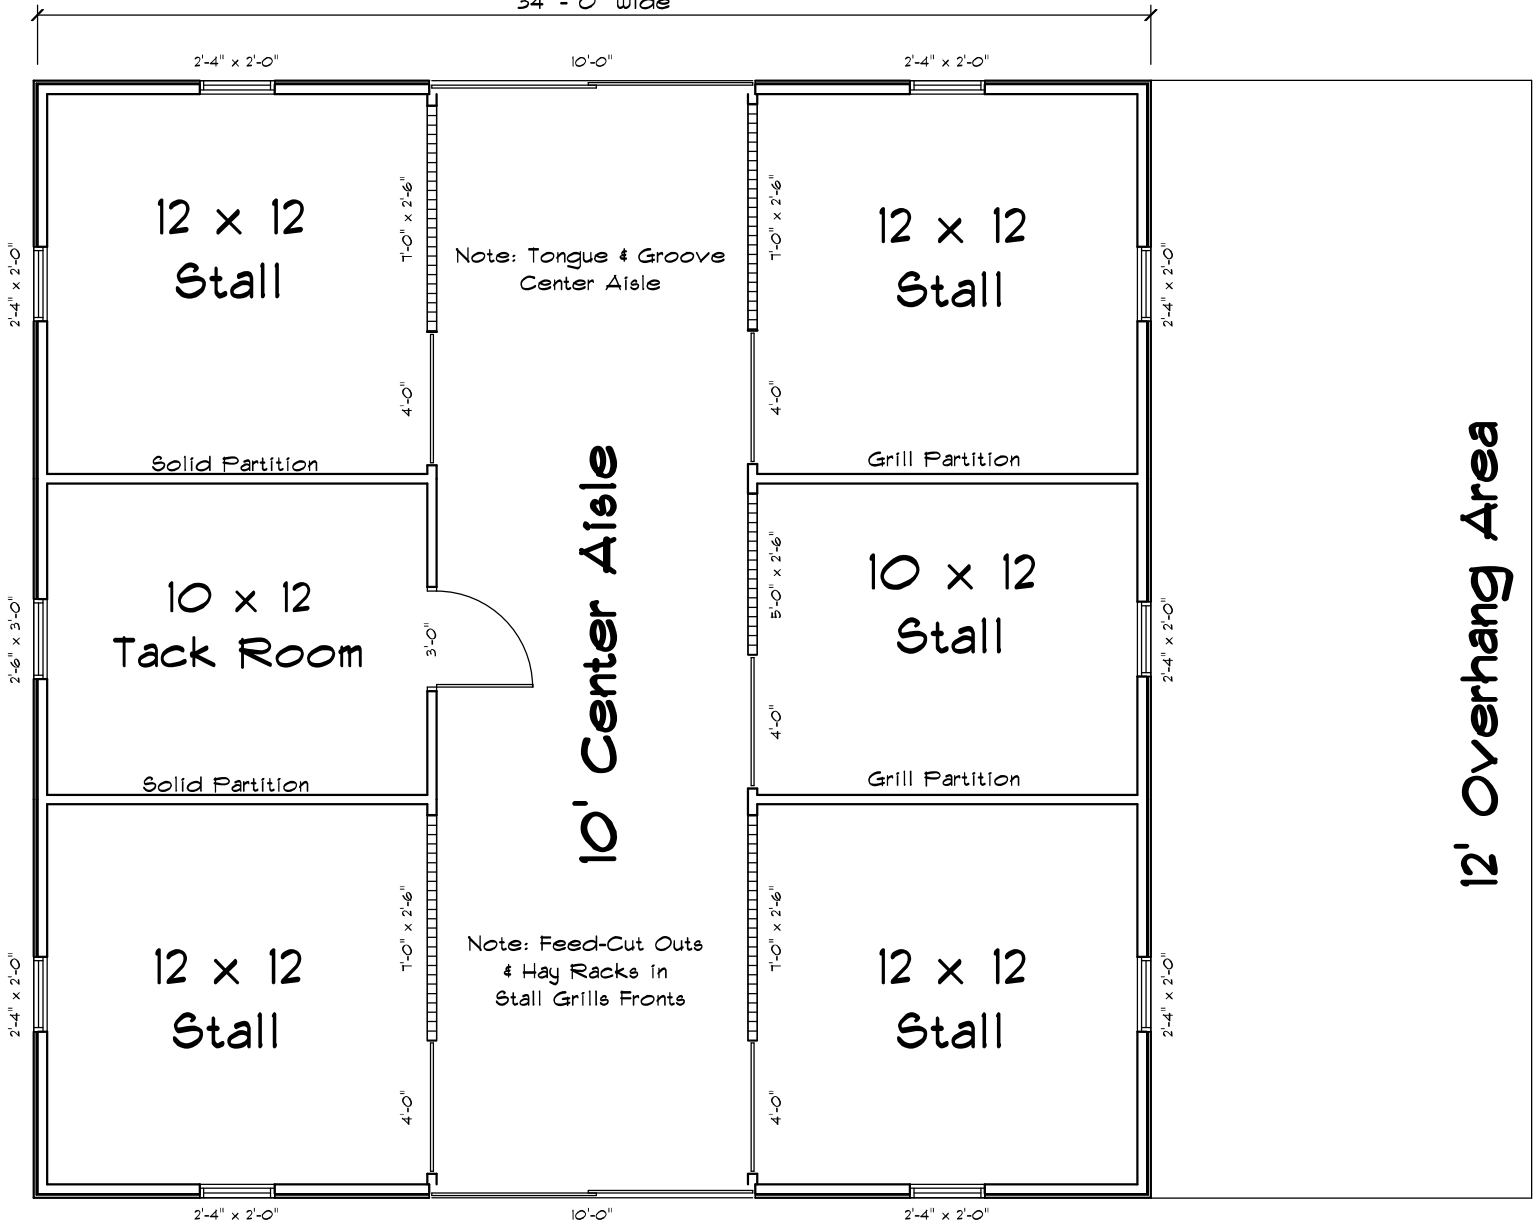 34' - 0" wide
2'-4" x 2'-0"
10'-0"
2'-4" x 2'-0"
12 x 12
Stall
7'-0" x 2'-6"
2'-4" x 2'-0"
4'-0"
Solid Partition
Note: Tongue & Groove
Center Aisle
12 x 12
Stall
7'-0" x 2'-6"
2'-4" x 2'-0"
4'-0"
Grill Partition
10 x 12
Tack Room
2'-6" x 3'-0"
3'-0"
Solid Partition
10' Center Aisle
10 x 12
Stall
5'-0" x 2'-6"
2'-4" x 2'-0"
4'-0"
Grill Partition
12' Overhang Area
12 x 12
Stall
7'-0" x 2'-6"
2'-4" x 2'-0"
4'-0"
Note: Feed-Cut Outs
& Hay Racks in
Stall Grills Fronts
12 x 12
Stall
7'-0" x 2'-6"
2'-4" x 2'-0"
4'-0"
2'-4" x 2'-0"
10'-0"
2'-4" x 2'-0"